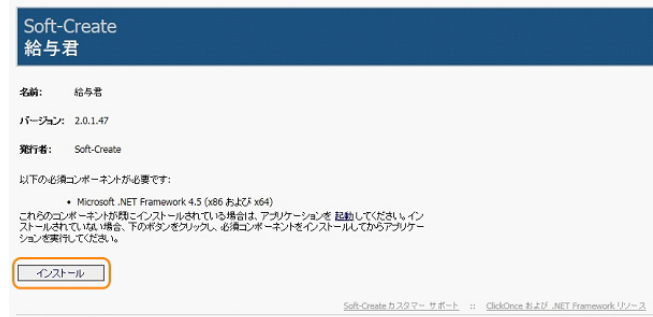 Soft-Create
給与君
名前: 給与君
バージョン: 2.0.1.47
発行者: Soft-Create
以下の必須コンポーネントが必要です:
• Microsoft .NET Framework 4.5 (x86 および x64)
これらのコンポーネントが既にインストールされている場合は、アプリケーションを 起動してください。イン
ストールされていない場合、下のボタンをクリックし、必須コンポーネントをインストールしてからアプリケー
ションを実行してください。
インストール
Soft-Create カスタマー サポート :: ClickOnce および .NET Framework リソース